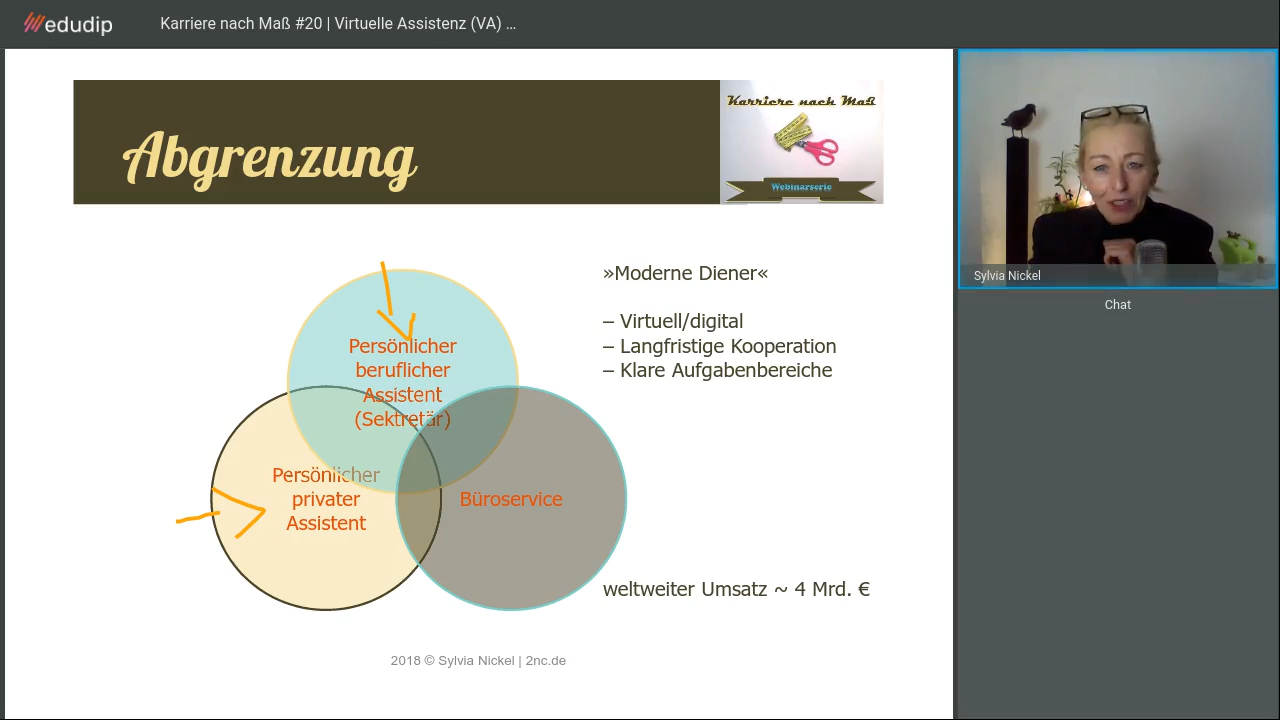 edudip
Karriere nach Maß #20 | Virtuelle Assistenz (VA) …
Abgrenzung
Karriere nach Maß
Webinarserie
»Moderne Diener«
– Virtuell/digital
– Langfristige Kooperation
– Klare Aufgabenbereiche
Persönlicher
beruflicher
Assistent
(Sektretär)
Persönlicher
privater
Assistent
Büroservice
weltweiter Umsatz ~ 4 Mrd. €
2018 © Sylvia Nickel | 2nc.de
Sylvia Nickel
Chat